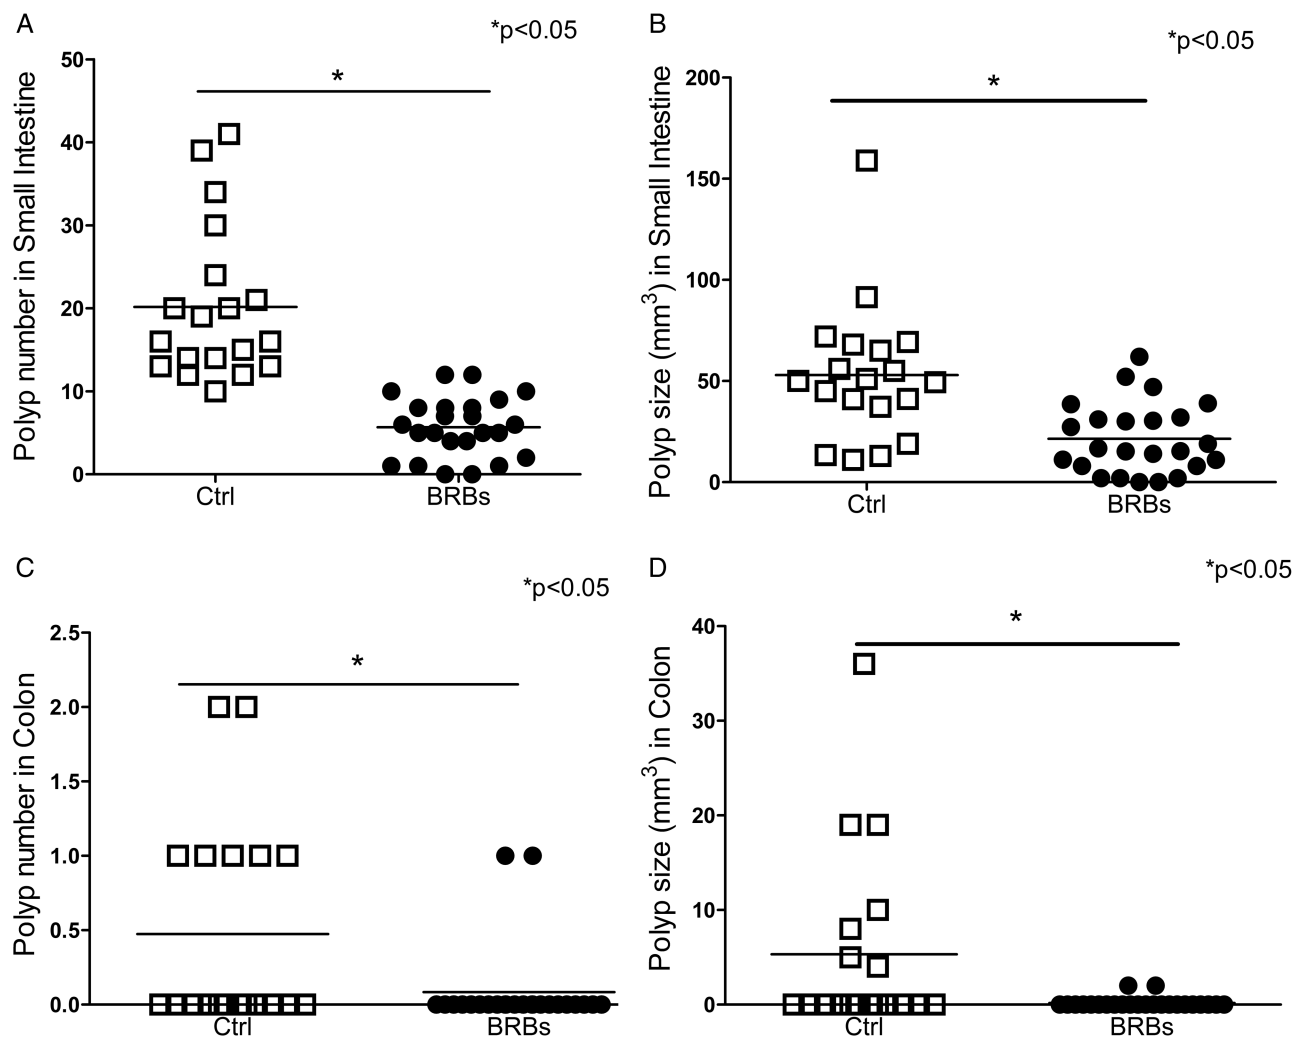 A
*p<0.05
Polyp number in Small Intestine
50
40
30
20
10
0
*
Ctrl
BRBs
B
*p<0.05
Polyp size (mm³) in Small Intestine
200
150
100
50
0
*
Ctrl
BRBs
C
*p<0.05
Polyp number in Colon
2.5
2.0
1.5
1.0
0.5
0.0
*
Ctrl
BRBs
D
*p<0.05
Polyp size (mm³) in Colon
40
30
20
10
0
*
Ctrl
BRBs